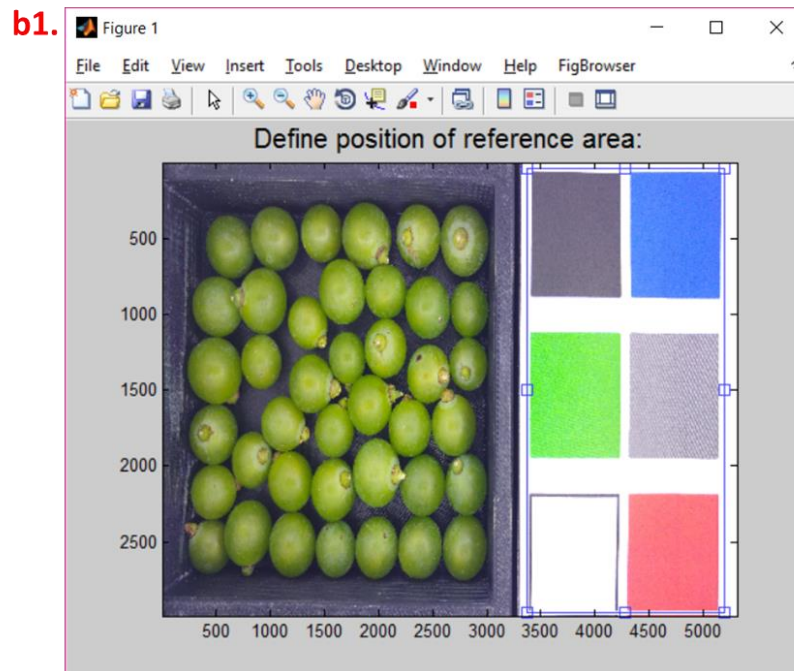 b1.
Figure 1
File Edit View Insert Tools Desktop Window Help FigBrowser
Define position of reference area:
500
1000
1500
2000
2500
500 1000 1500 2000 2500 3000 3500 4000 4500 5000